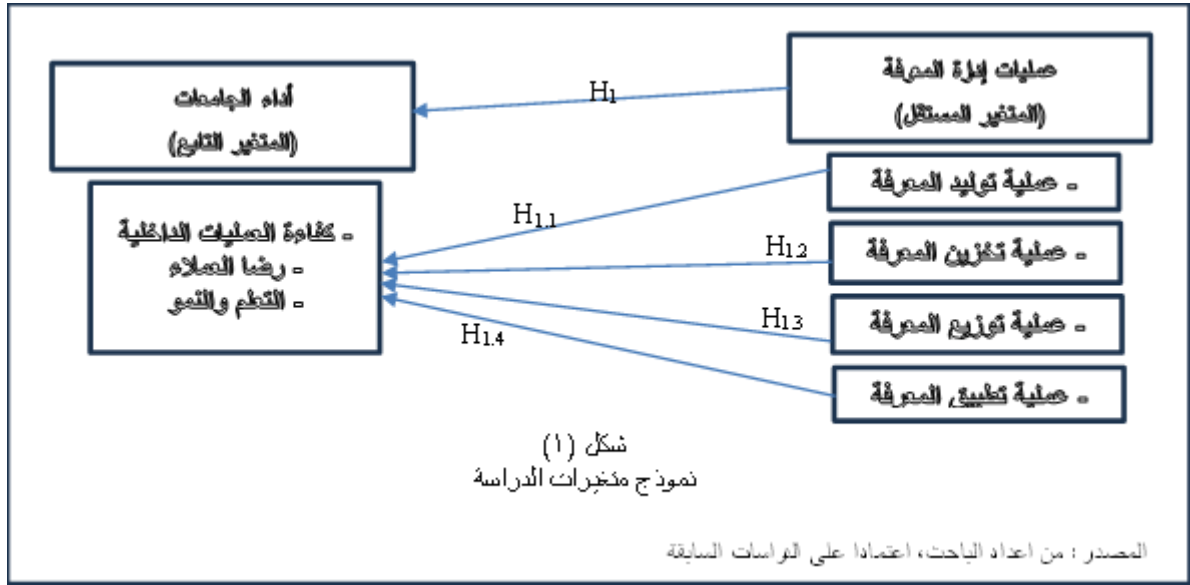 عمليات إدارة المعرفة
(المتغير المستقل)
H1
أداء الجامعات
(المتغير التابع)
- عملية توليد المعرفة
- عملية تخزين المعرفة
- عملية توزيع المعرفة
- عملية تطبيق المعرفة
H1.1
H1.2
H1.3
H1.4
- كفاءة العمليات الداخلية
- رضا العملاء
- التعلم والنمو
شكل (١)
نموذج متغيرات الدراسة
المصدر : من اعداد الباحث، اعتمادا على الدراسات السابقة